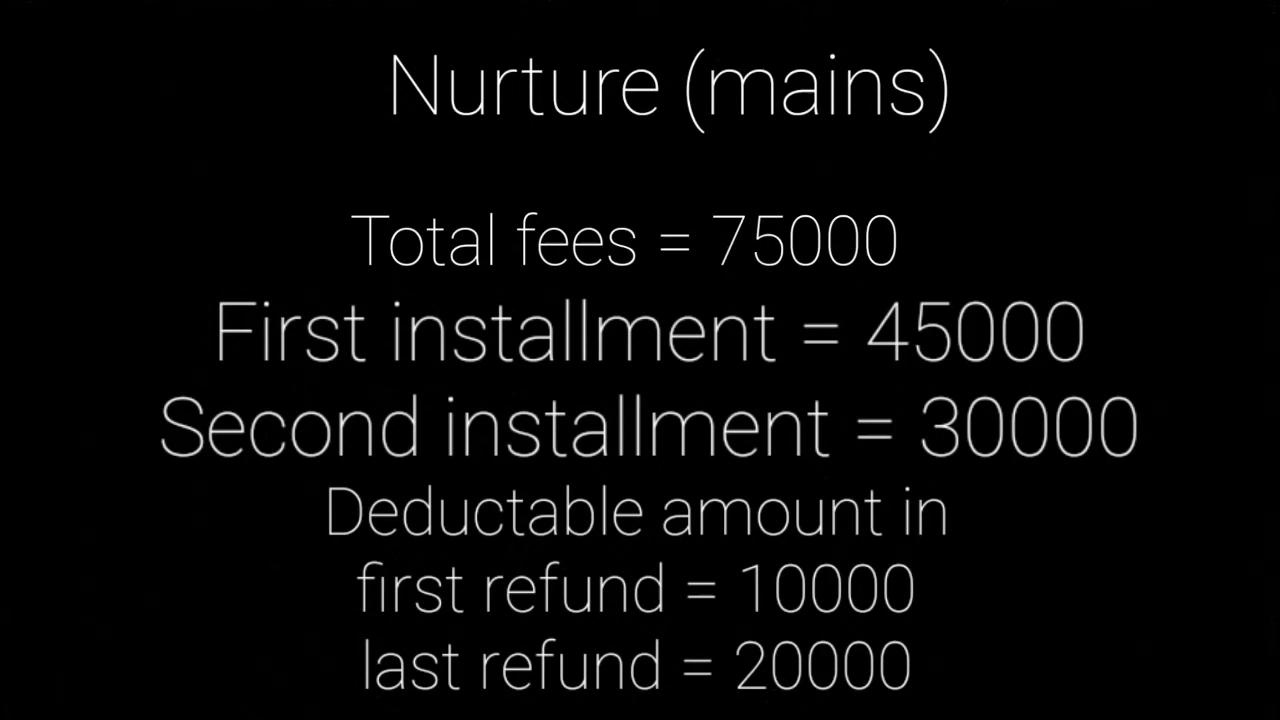 Nurture (mains)
Total fees = 75000
First installment = 45000
Second installment = 30000
Deductable amount in
first refund = 10000
last refund = 20000